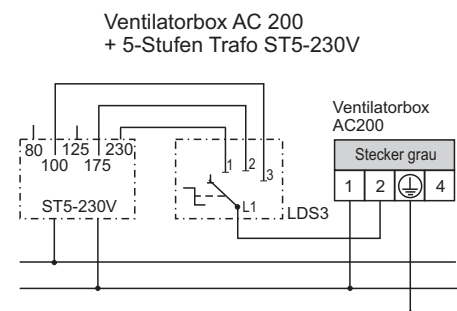 Ventilatorbox AC 200
+ 5-Stufen Trafo ST5-230V
Ventilatorbox
AC200
Stecker grau
1 2 4
80 125 230
100 175
ST5-230V
1 2 3
L1
LDS3